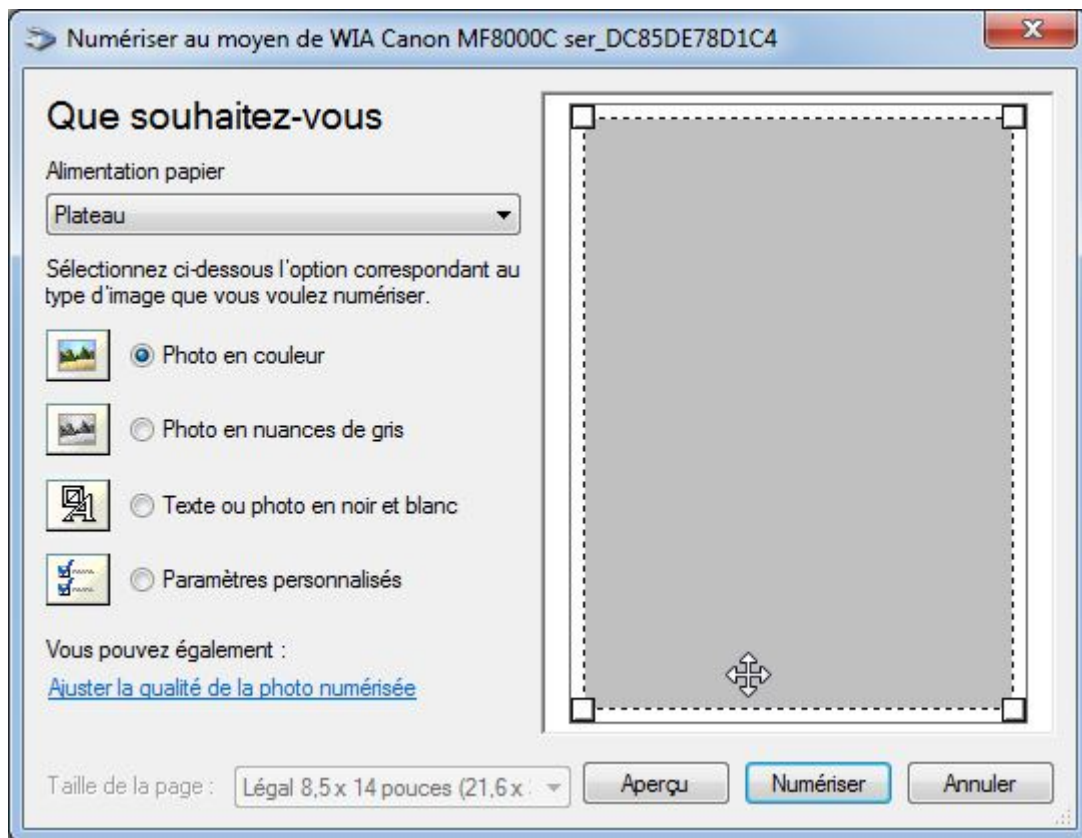 Numériser au moyen de WIA Canon MF8000C ser_DC85DE78D1C4
Que souhaitez-vous
Alimentation papier
Plateau
Sélectionnez ci-dessous l'option correspondant au
type d'image que vous voulez numériser.
Photo en couleur
Photo en nuances de gris
Texte ou photo en noir et blanc
Paramètres personnalisés
Vous pouvez également :
Ajuster la qualité de la photo numérisée
Taille de la page :
Légal 8,5 x 14 pouces (21,6 x
Aperçu
Numériser
Annuler